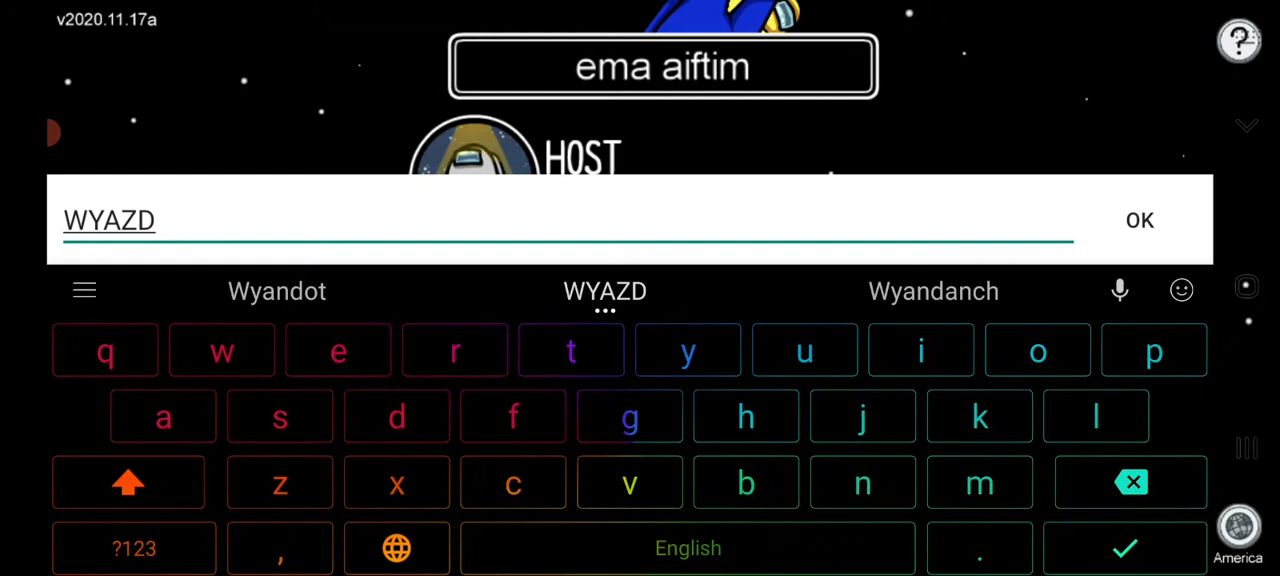 v2020.11.17a
ema aiftim
HOST
WYAZD
OK
Wyandot WYAZD Wyandanch
q w e r t y u i o p
a s d f g h j k l
z x c v b n m
?123 , English .
America